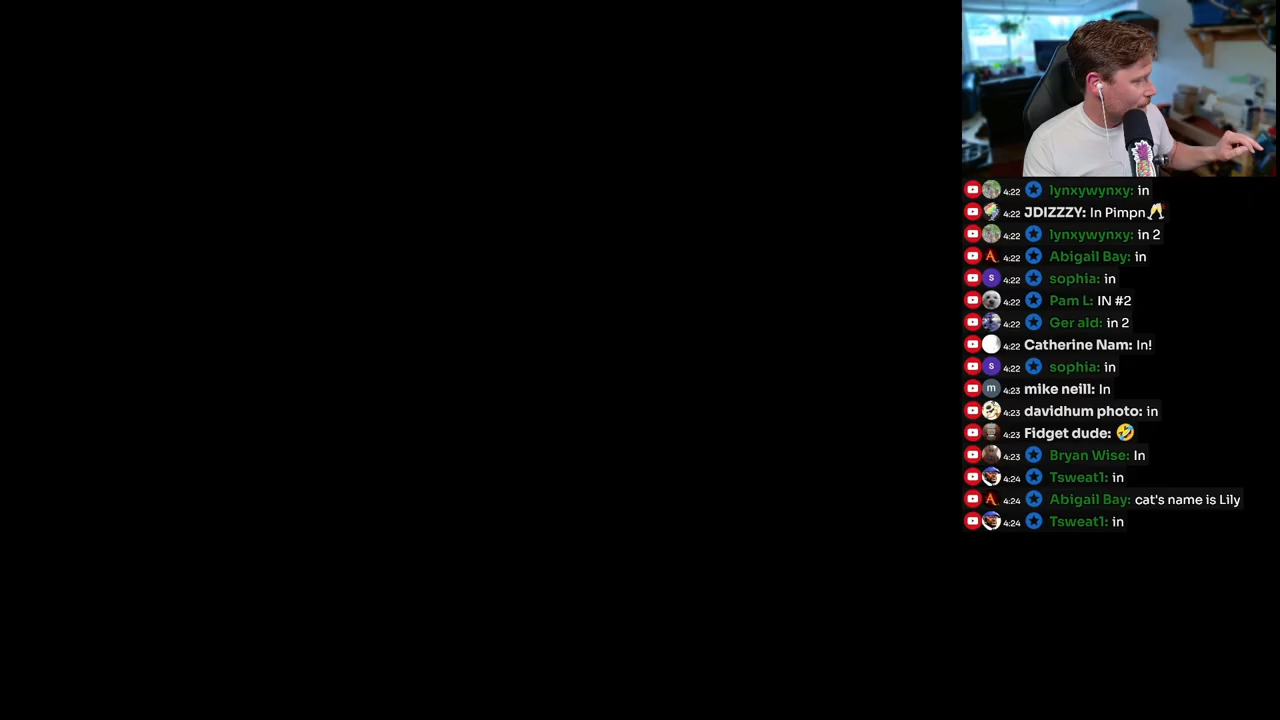 4:22 lynxywynxy: in
4:22 JDIZZZY: In Pimpn🥂
4:22 lynxywynxy: in 2
A 4:22 Abigail Bay: in
s 4:22 sophia: in
4:22 Pam L: IN #2
4:22 Ger ald: in 2
4:22 Catherine Nam: In!
s 4:22 sophia: in
m 4:23 mike neill: In
4:23 davidhum photo: in
4:23 Fidget dude: 🤣
4:23 Bryan Wise: In
4:24 Tsweat1: in
A 4:24 Abigail Bay: cat's name is Lily
4:24 Tsweat1: in